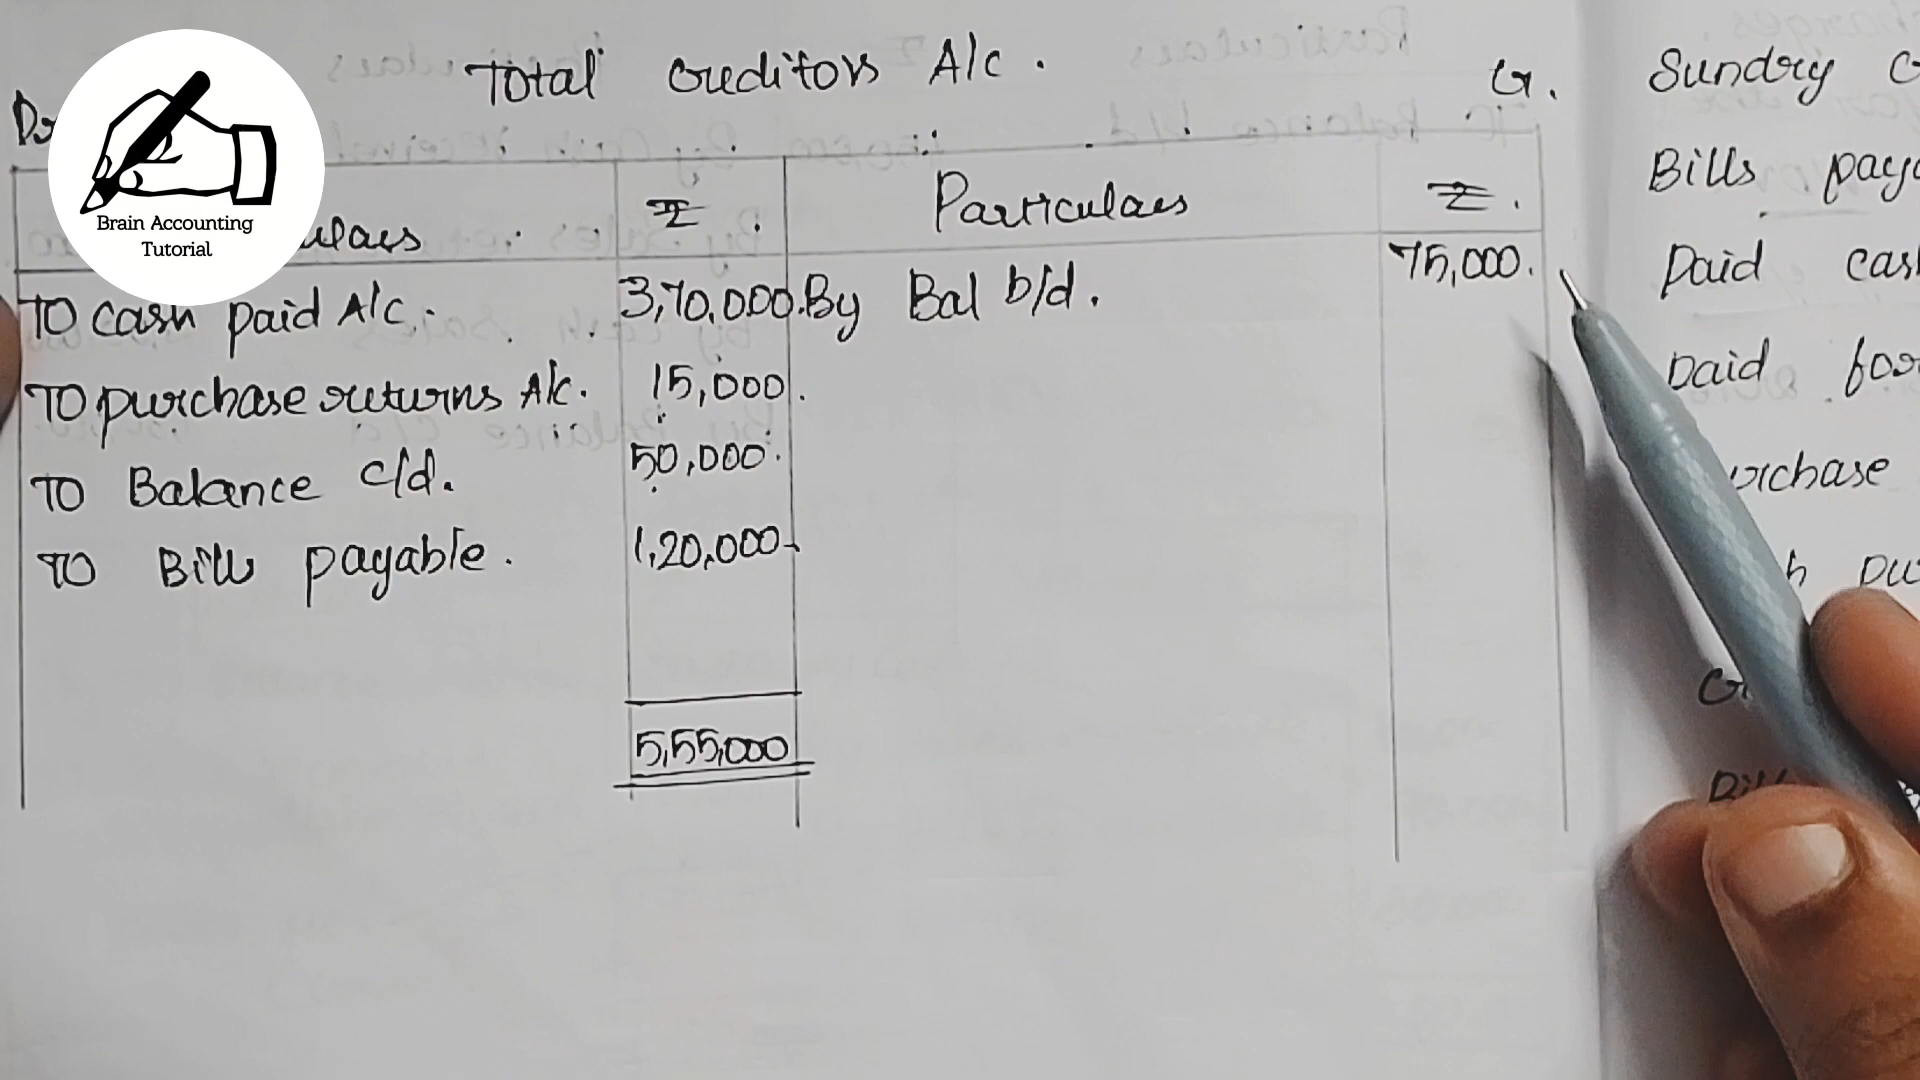 Total creditors A/c.
Dr
Cr.
Brain Accounting
Tutorial
₹.
Particulars
₹.
To cash paid A/c.
3,70,000.
By Bal b/d.
75,000.
To purchase returns A/c.
15,000.
To Balance c/d.
50,000.
To Bills payable.
1,20,000
5,55,000
Sundry
Bills
Paid
paid